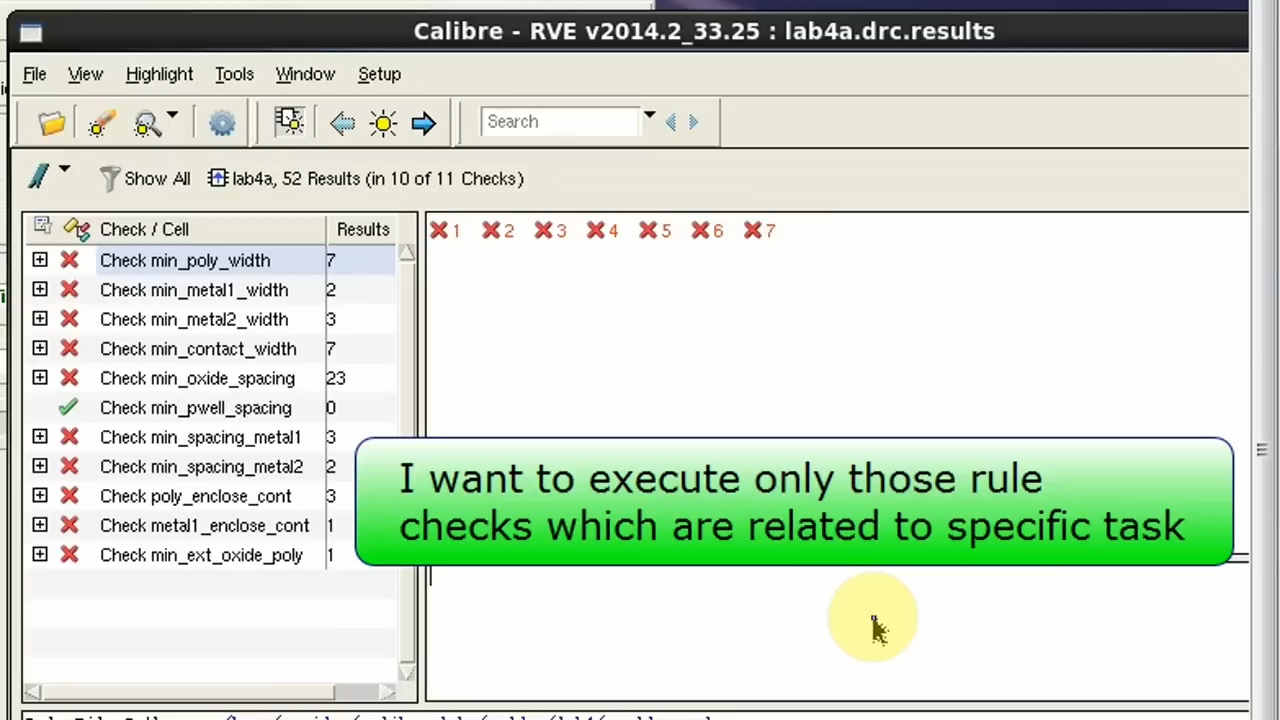 Calibre - RVE v2014.2_33.25 : lab4a.drc.results
File View Highlight Tools Window Setup
Search
Show All lab4a, 52 Results (in 10 of 11 Checks)
Check / Cell Results
1 2 3 4 5 6 7
Check min_poly_width 7
Check min_metal1_width 2
Check min_metal2_width 3
Check min_contact_width 7
Check min_oxide_spacing 23
Check min_pwell_spacing 0
Check min_spacing_metal1 3
Check min_spacing_metal2 2
Check poly_enclose_cont 3
Check metal1_enclose_cont 1
Check min_ext_oxide_poly 1
I want to execute only those rule
checks which are related to specific task